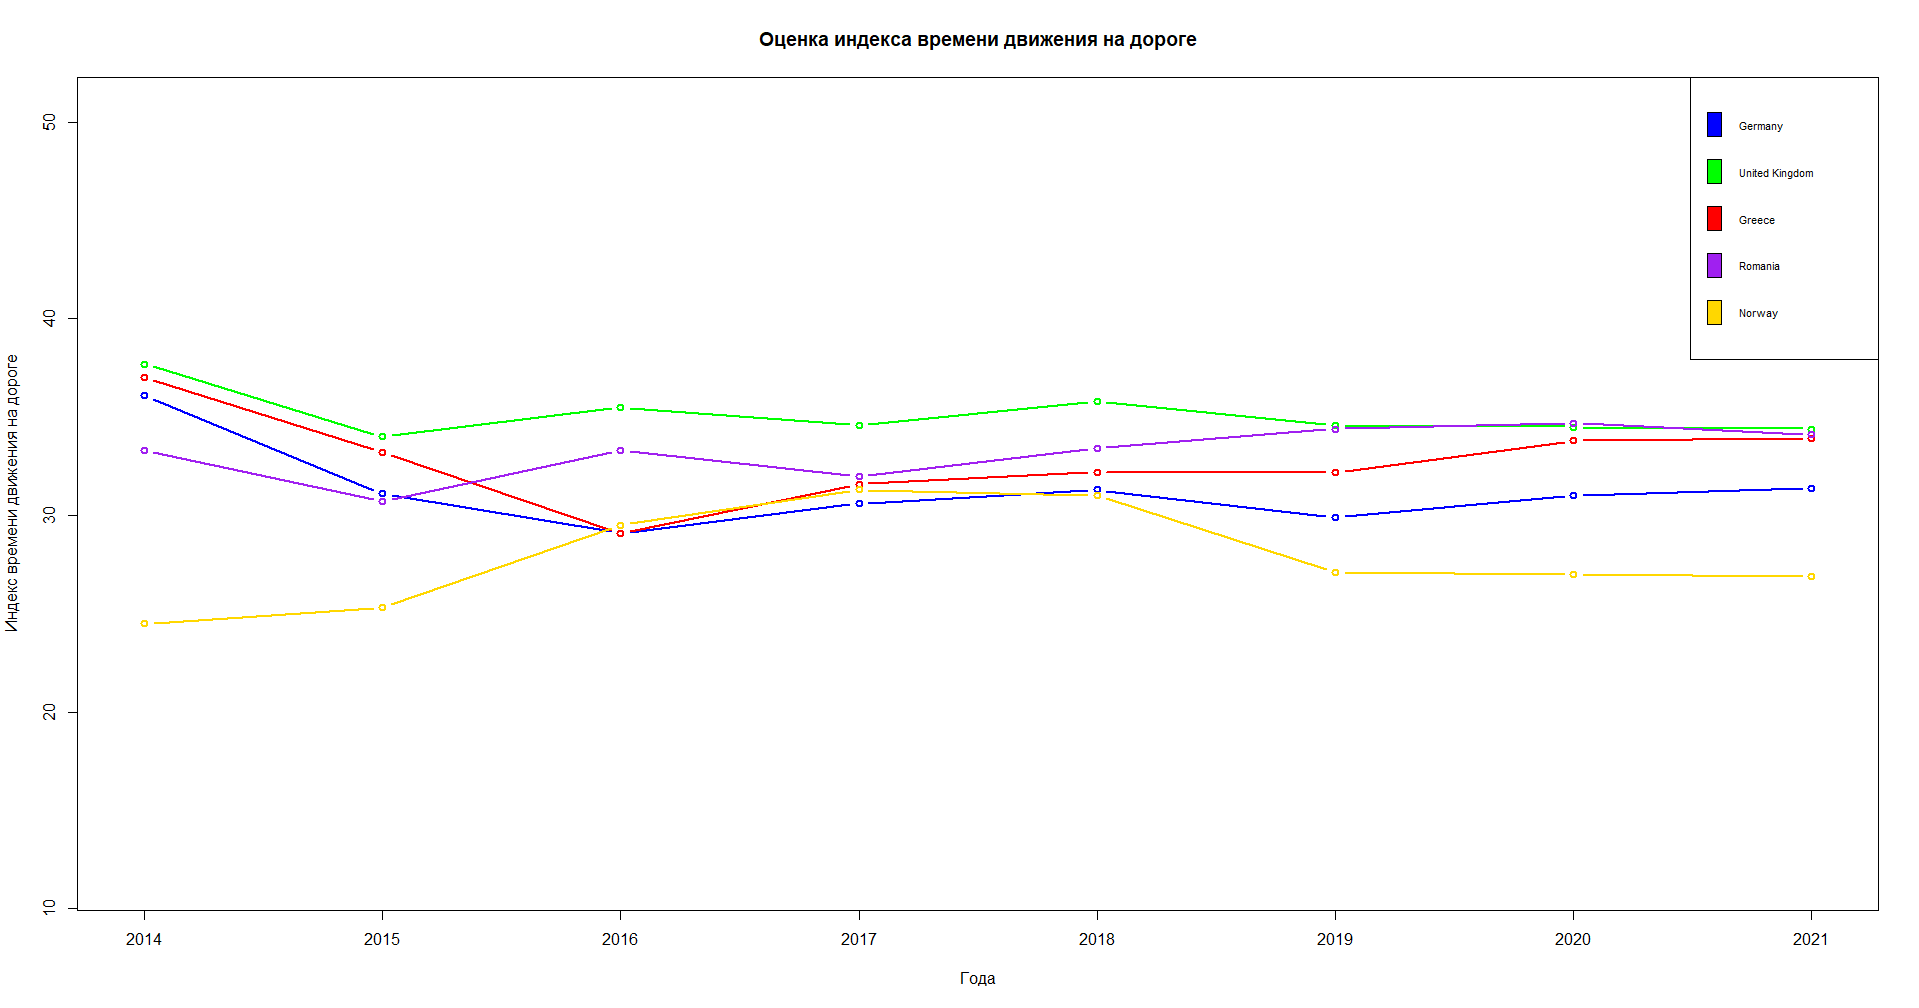 Оценка индекса времени движения на дороге
Germany
United Kingdom
Greece
Romania
Norway
Индекс времени движения на дороге
50
40
30
20
10
2014 2015 2016 2017 2018 2019 2020 2021
Года